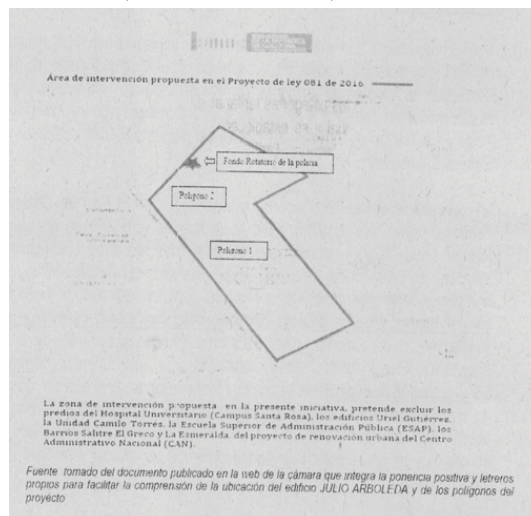 Área de intervención propuesta en el Proyecto de ley 081 de 2016
Fondo Rotatorio de la policia
Poligono 2
Poligono 1
La zona de intervención propuesta en la presente iniciativa, pretende excluir los
predios del Hospital Universitario (Campus Santa Rosa), los edificios Uriel Gutiérrez,
la Unidad Camilo Torres, la Escuela Superior de Administración Pública (ESAP), los
Barrios Salitre El Greco y La Esmeralda, del proyecto de renovación urbana del Centro
Administrativo Nacional (CAN).
Fuente tomado del documento publicado en la web de la cámara que integra la ponencia positiva y letreros
propios para facilitar la comprensión de la ubicación del edificio JULIO ARBOLEDA y de los polígonos del
proyecto